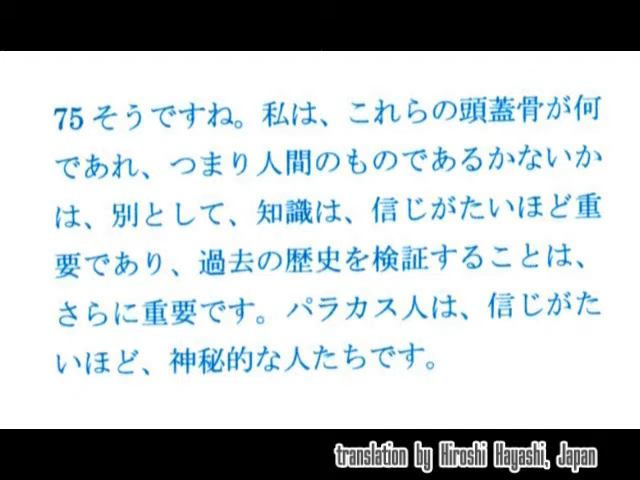 75 そうですね。私は、これらの頭蓋骨が何
であれ、つまり人間のものであるかないか
は、別として、知識は、信じがたいほど重
要であり、過去の歴史を検証することは、
さらに重要です。パラカス人は、信じがた
いほど、神秘的な人たちです。
translation by Hiroshi Hayashi, Japan